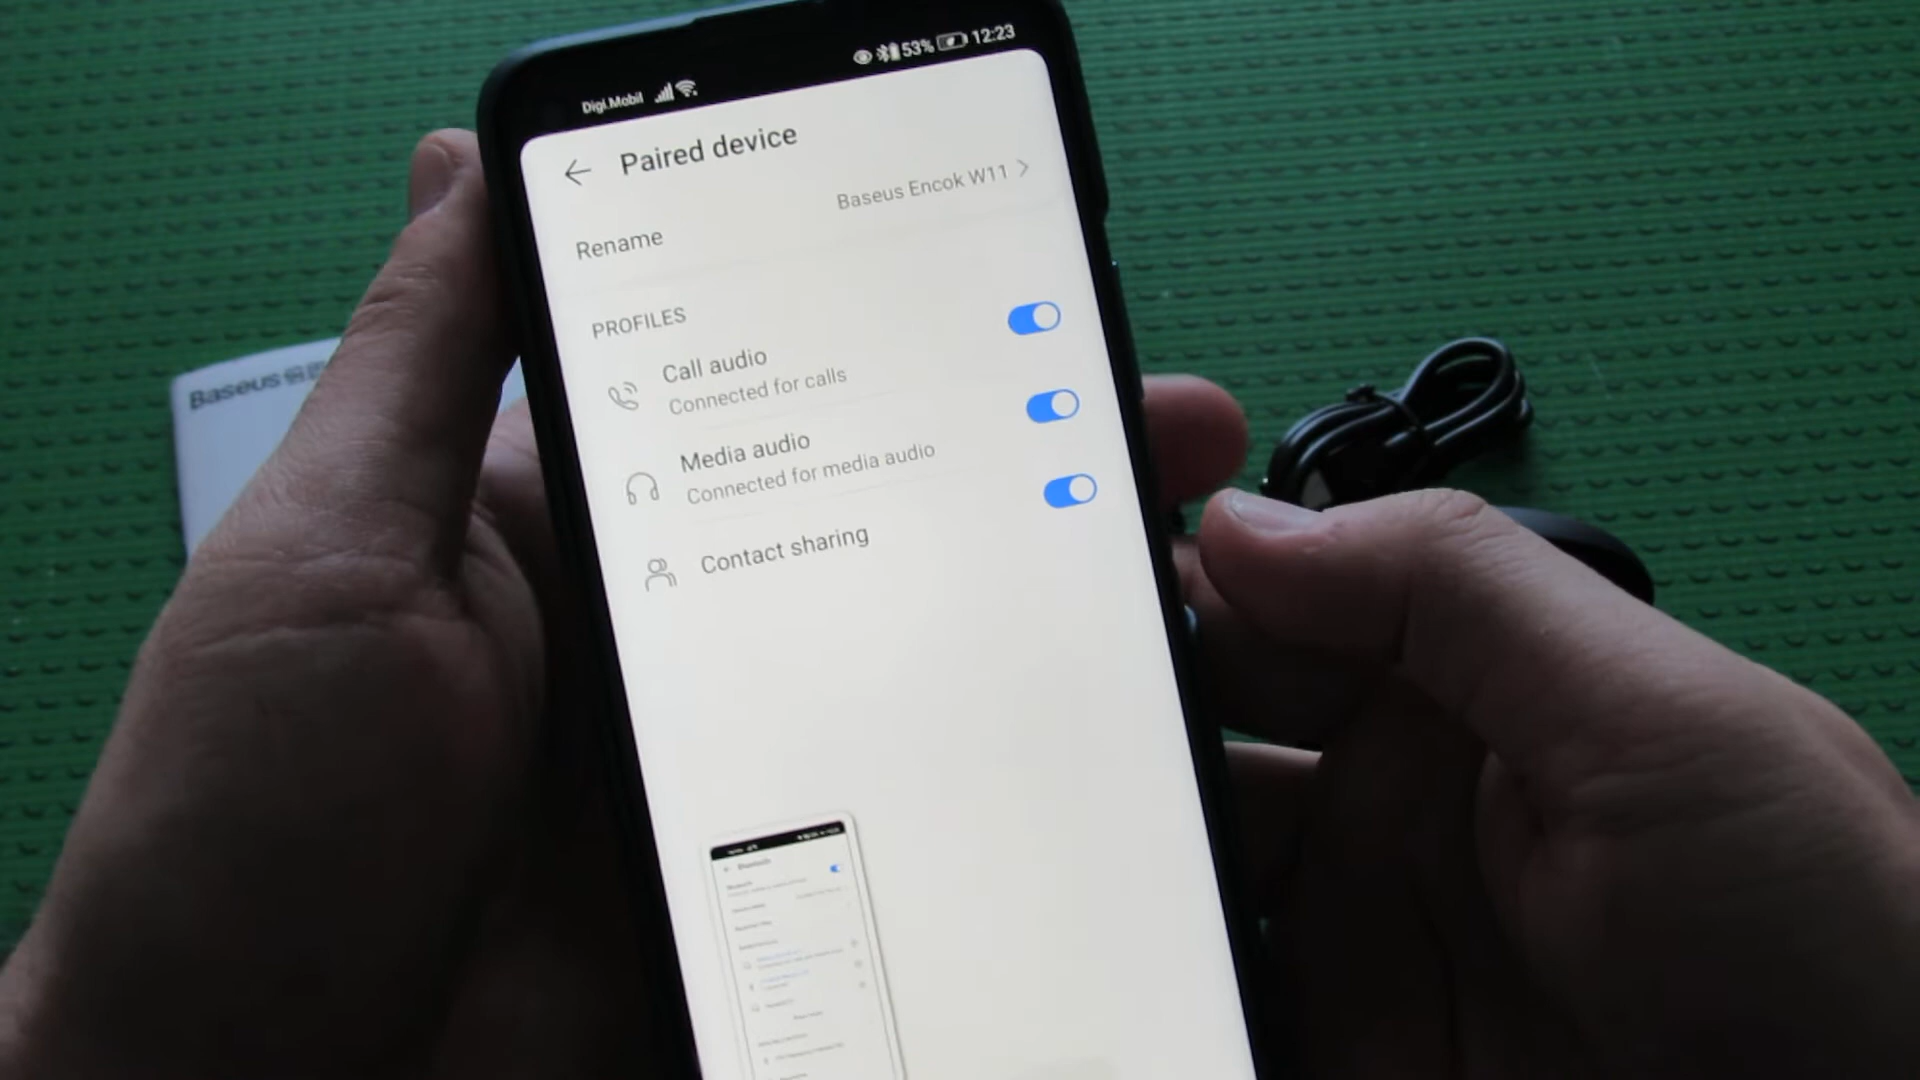 Digi.Mobil
53% 12:23
Paired device
Baseus Encok W11
Rename
PROFILES
Call audio
Connected for calls
Media audio
Connected for media audio
Contact sharing
Baseus